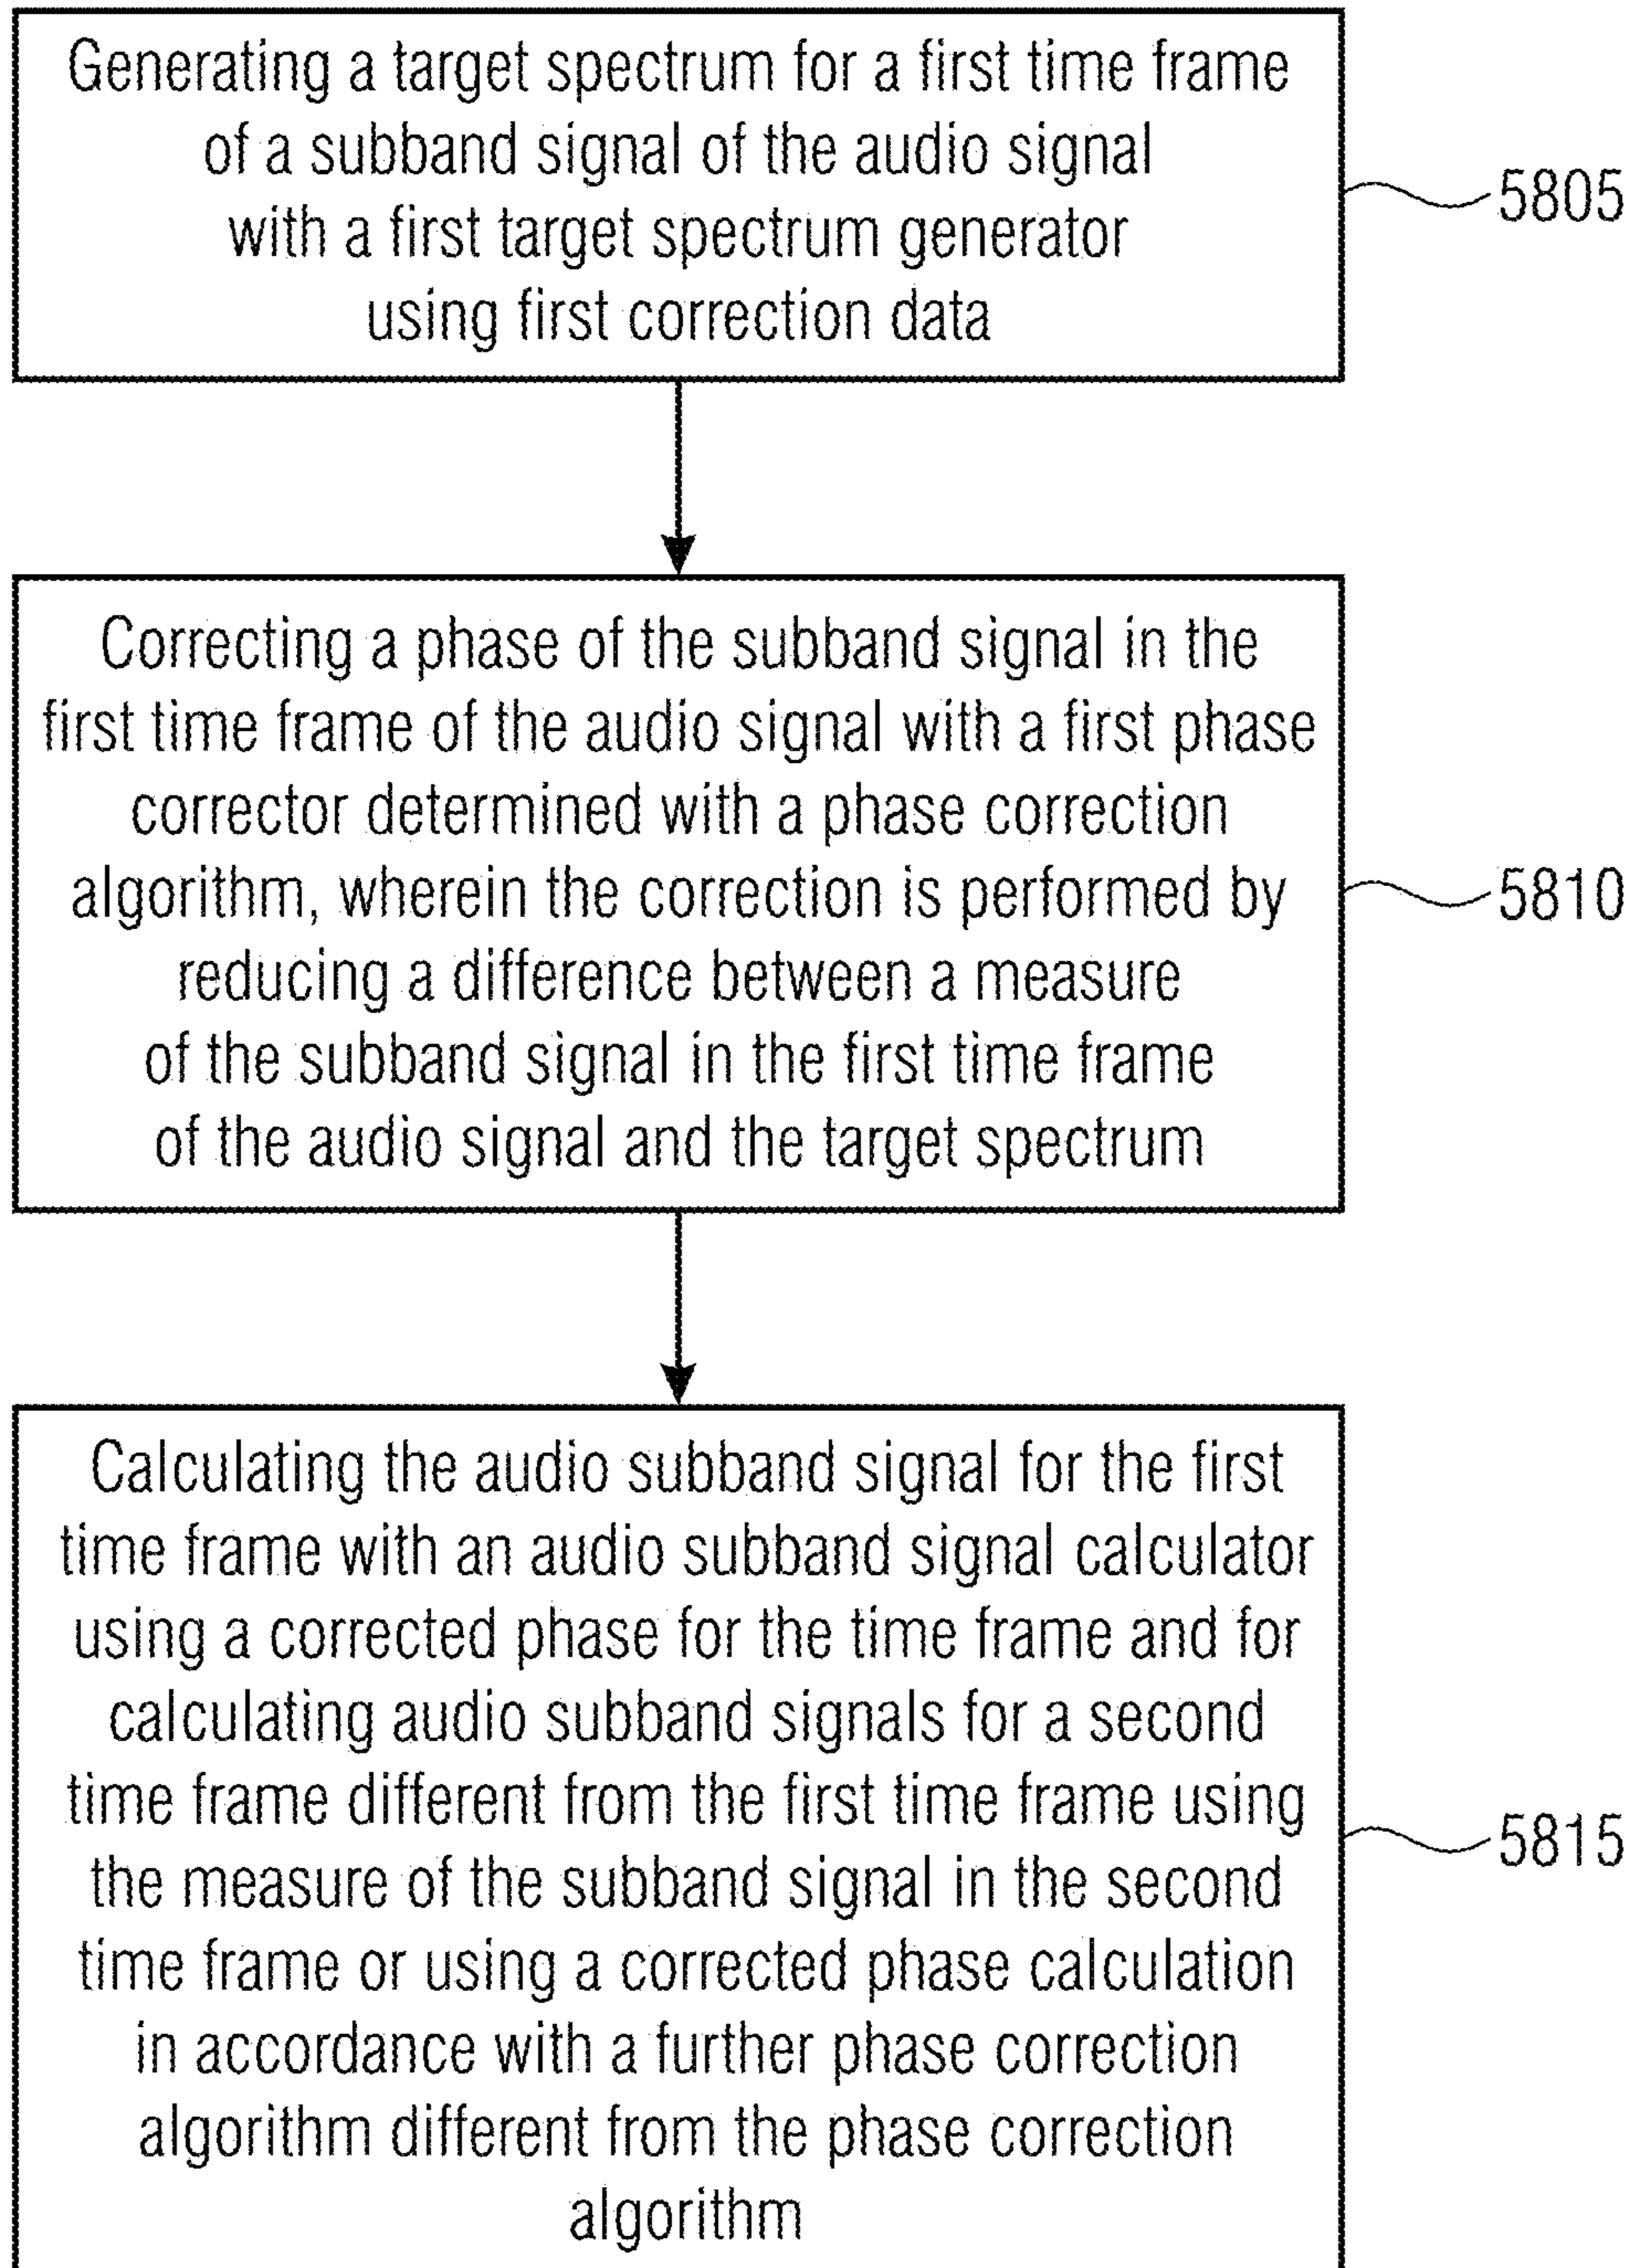 Generating a target spectrum for a first time frame
of a subband signal of the audio signal
with a first target spectrum generator
using first correction data
5805
Correcting a phase of the subband signal in the
first time frame of the audio signal with a first phase
corrector determined with a phase correction
algorithm, wherein the correction is performed by
reducing a difference between a measure
of the subband signal in the first time frame
of the audio signal and the target spectrum
5810
Calculating the audio subband signal for the first
time frame with an audio subband signal calculator
using a corrected phase for the time frame and for
calculating audio subband signals for a second
time frame different from the first time frame using
the measure of the subband signal in the second
time frame or using a corrected phase calculation
in accordance with a further phase correction
algorithm different from the phase correction
algorithm
5815